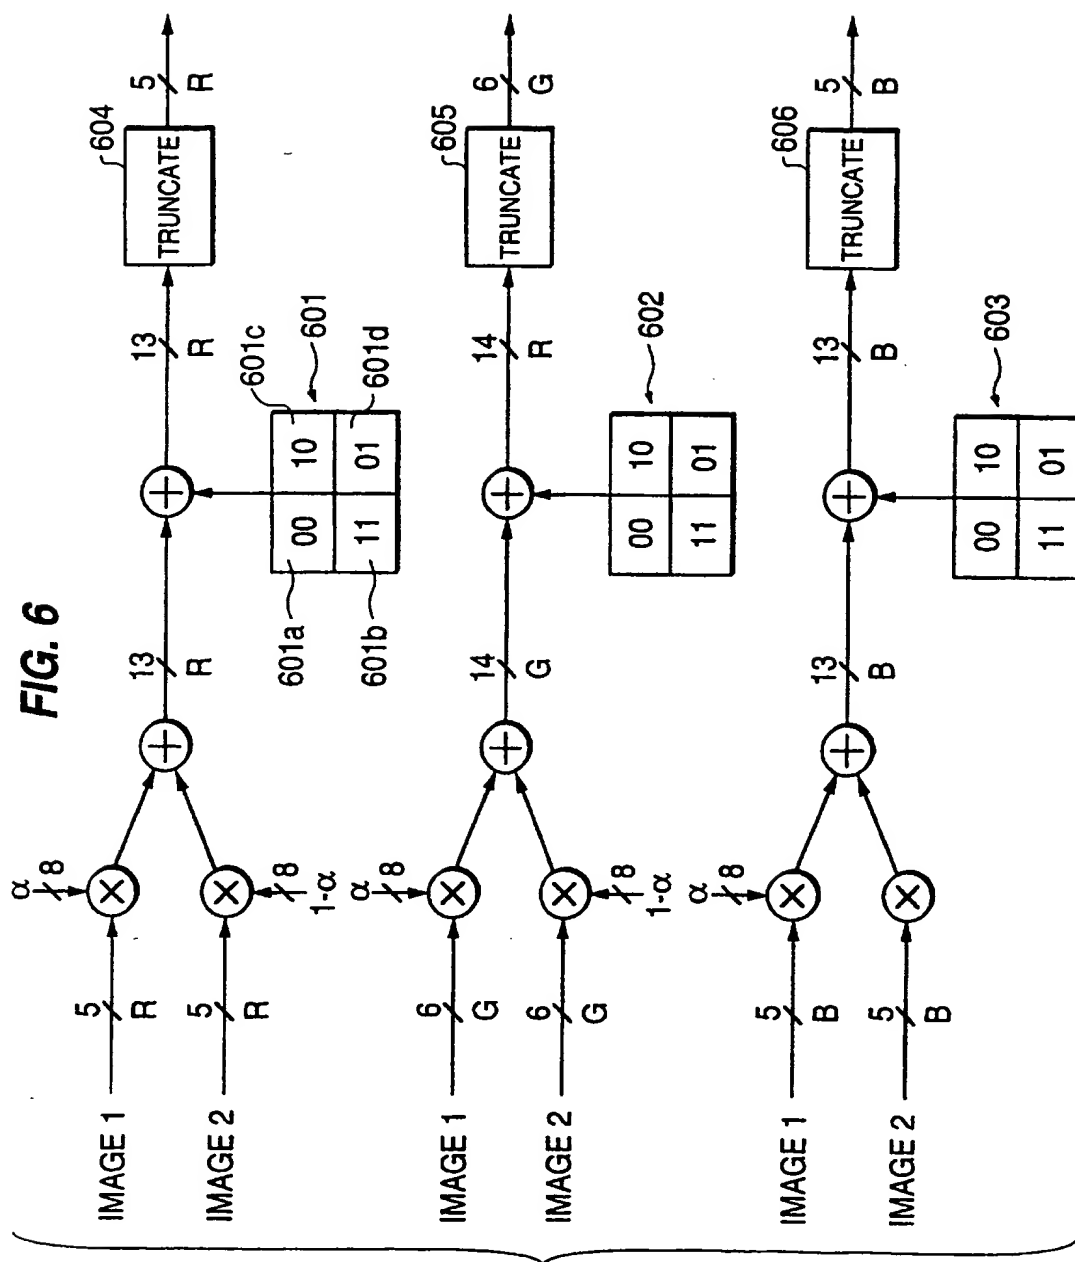 FIG. 6
IMAGE 1
5
R
α
8
IMAGE 2
5
R
8
1-α
13
R
601a
601b
00
10
11
01
601c
601
601d
13
R
604
TRUNCATE
5
R
IMAGE 1
6
G
α
8
IMAGE 2
6
G
8
1-α
14
G
00
10
11
01
602
14
R
605
TRUNCATE
6
G
IMAGE 1
5
B
α
8
IMAGE 2
5
B
13
B
00
10
11
01
603
13
B
606
TRUNCATE
5
B